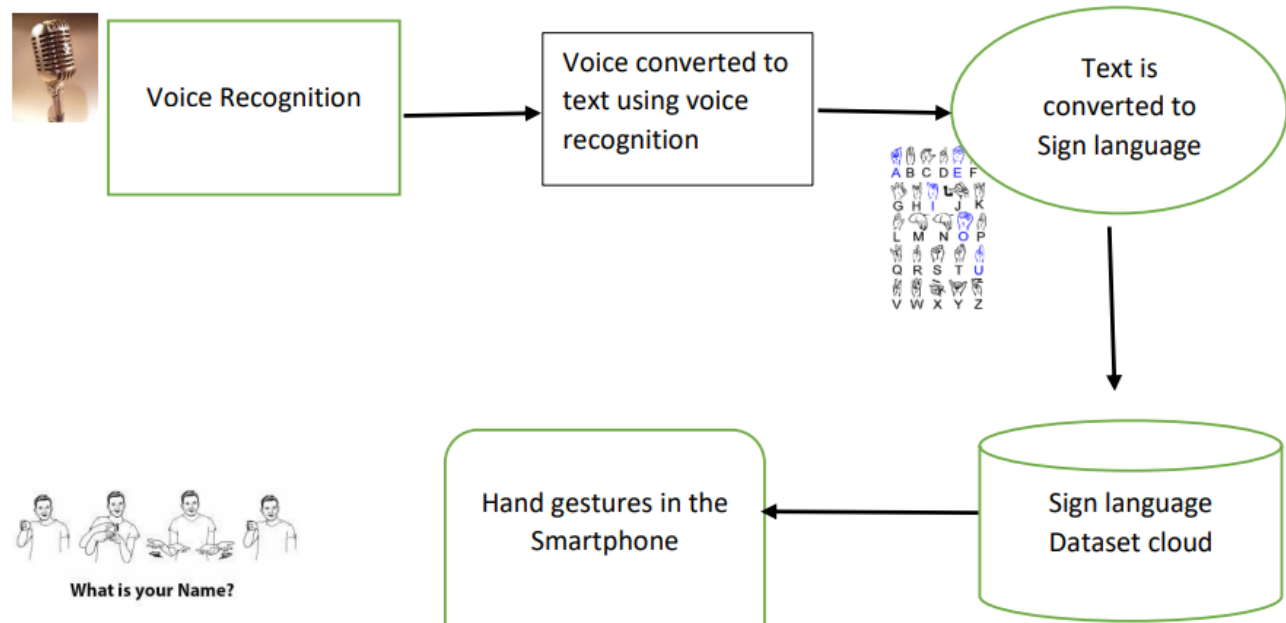 Voice Recognition
Voice converted to
text using voice
recognition
Text is
converted to
Sign language
A B C D E F
G H I J K
L M N O P
Q R S T U
V W X Y Z
Hand gestures in the
Smartphone
Sign language
Dataset cloud
What is your Name?